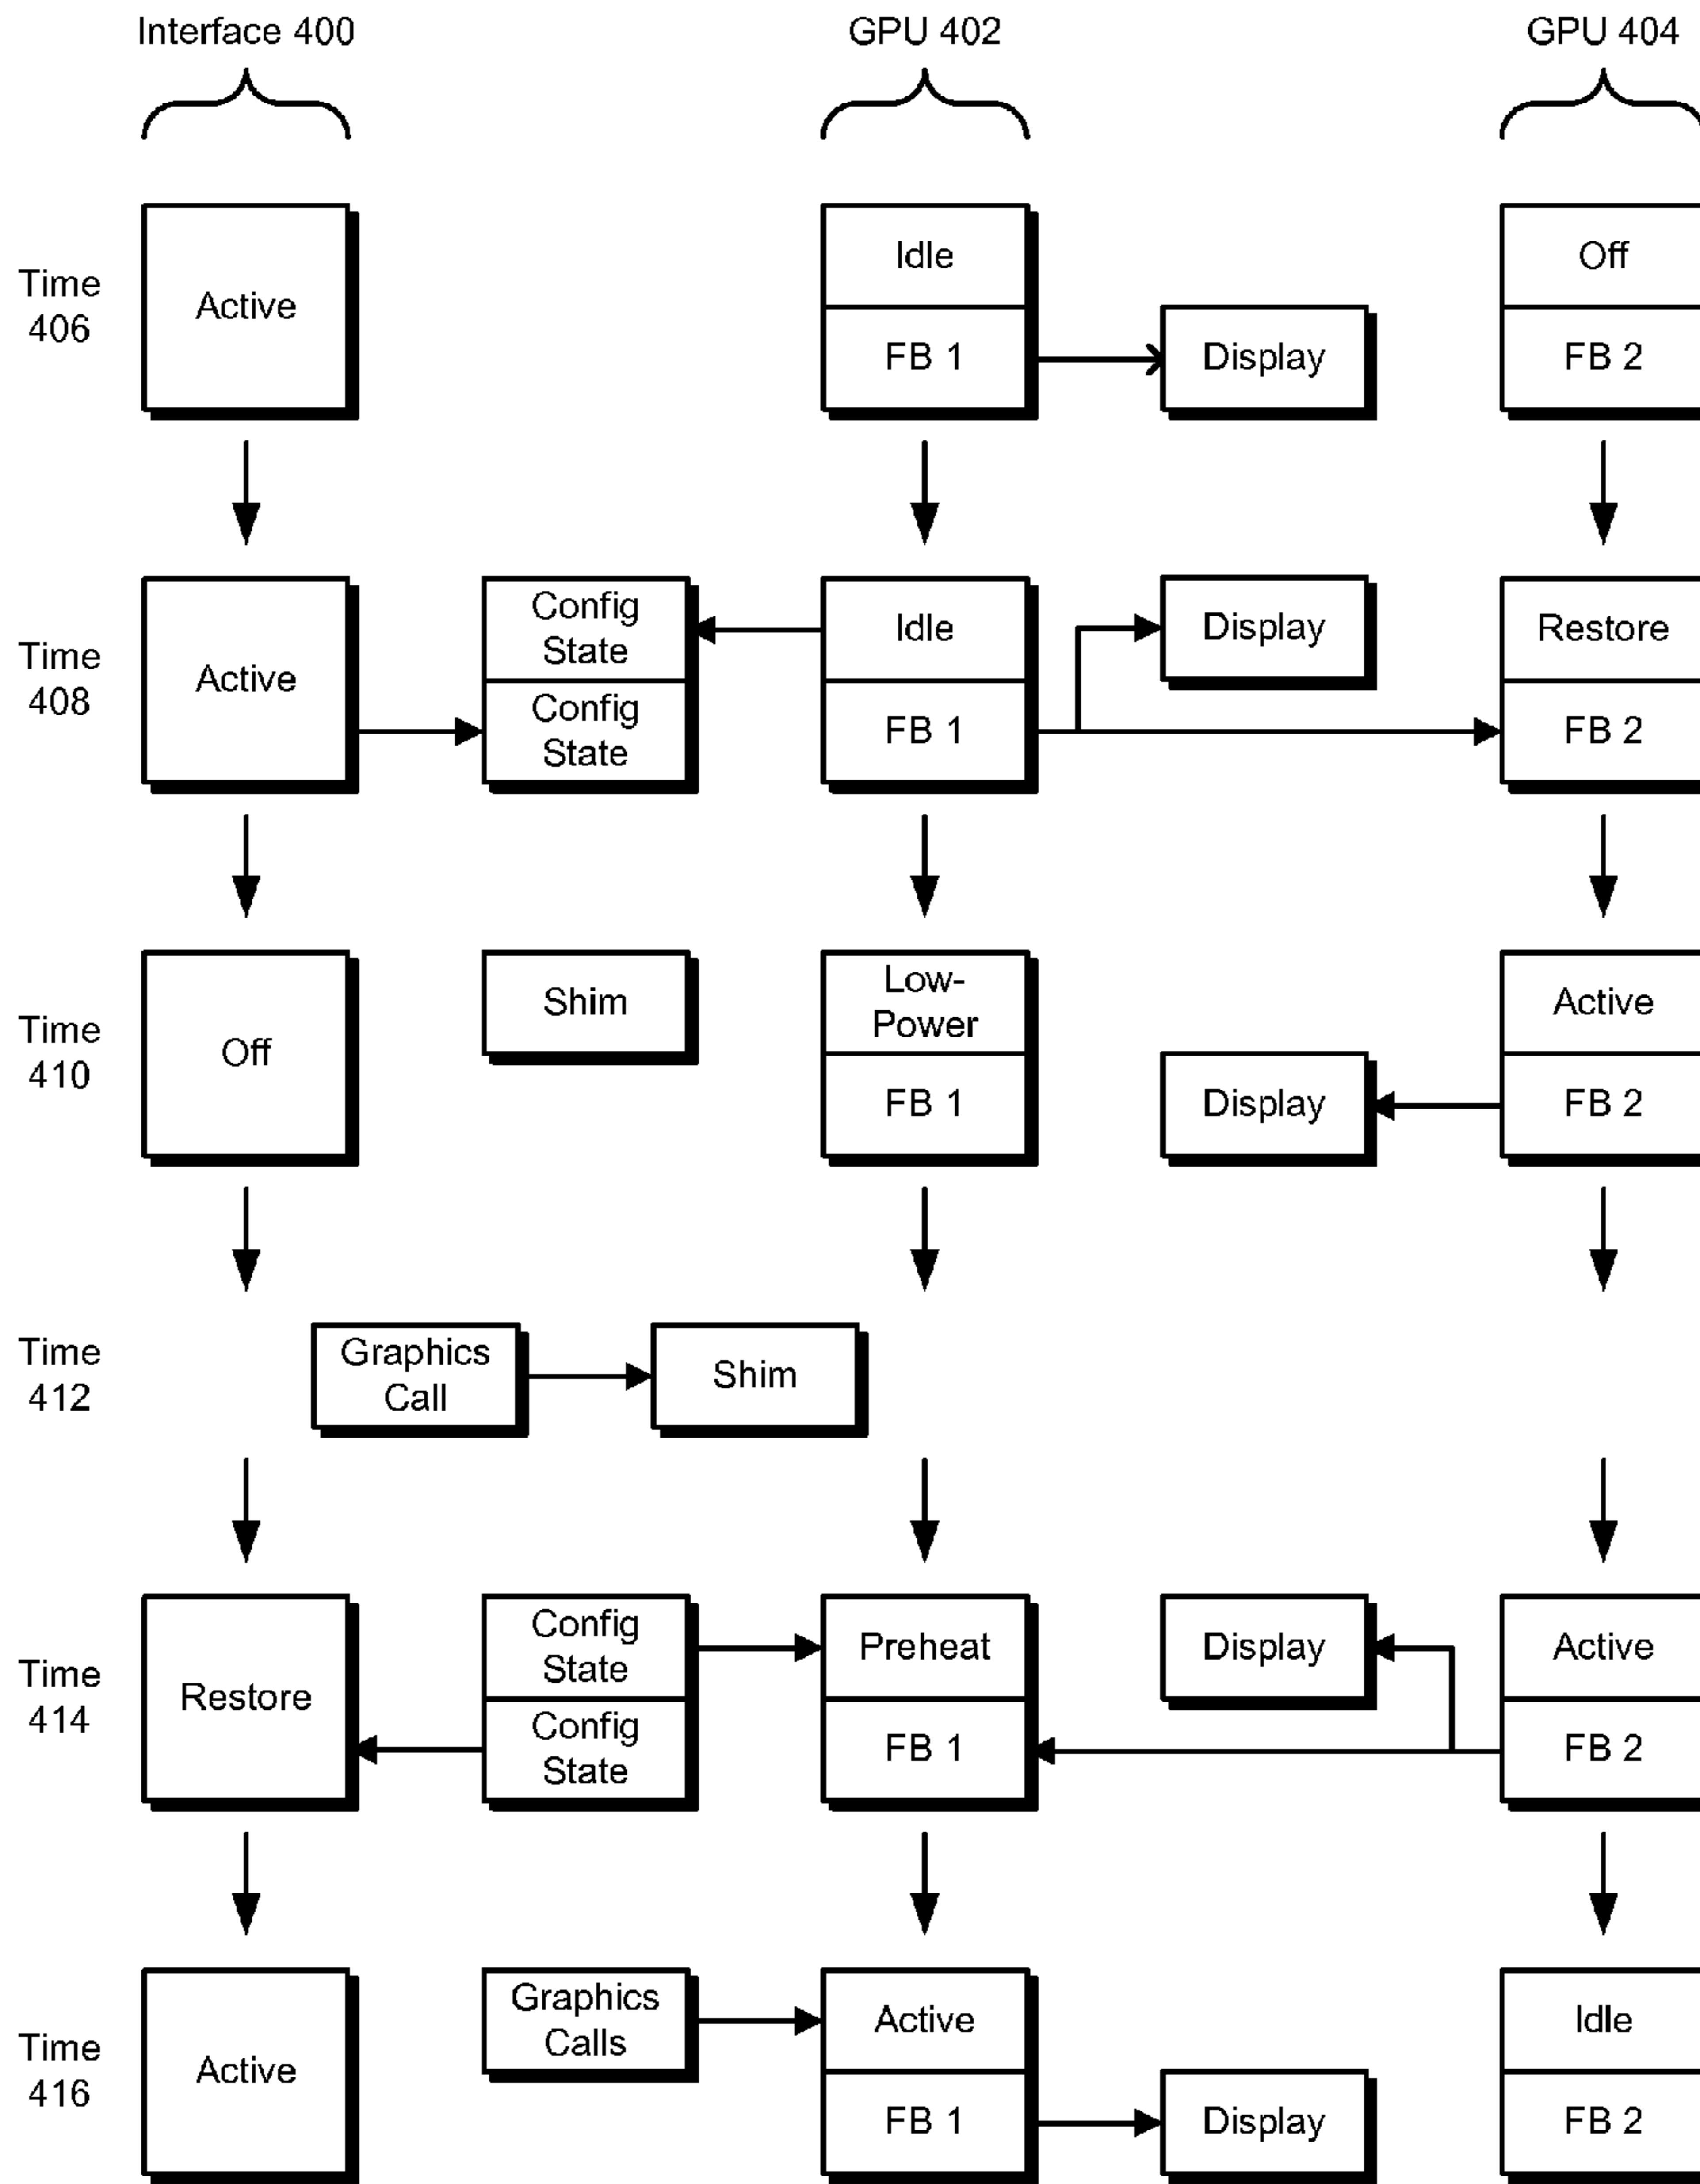 Interface 400
GPU 402
GPU 404
Time
406
Active
Idle
FB 1
Display
Off
FB 2
Time
408
Active
Config
State
Config
State
Idle
FB 1
Display
Restore
FB 2
Time
410
Off
Shim
Low-
Power
FB 1
Display
Active
FB 2
Time
412
Graphics
Call
Shim
Time
414
Restore
Config
State
Config
State
Preheat
FB 1
Display
Active
FB 2
Time
416
Active
Graphics
Calls
Active
FB 1
Display
Idle
FB 2